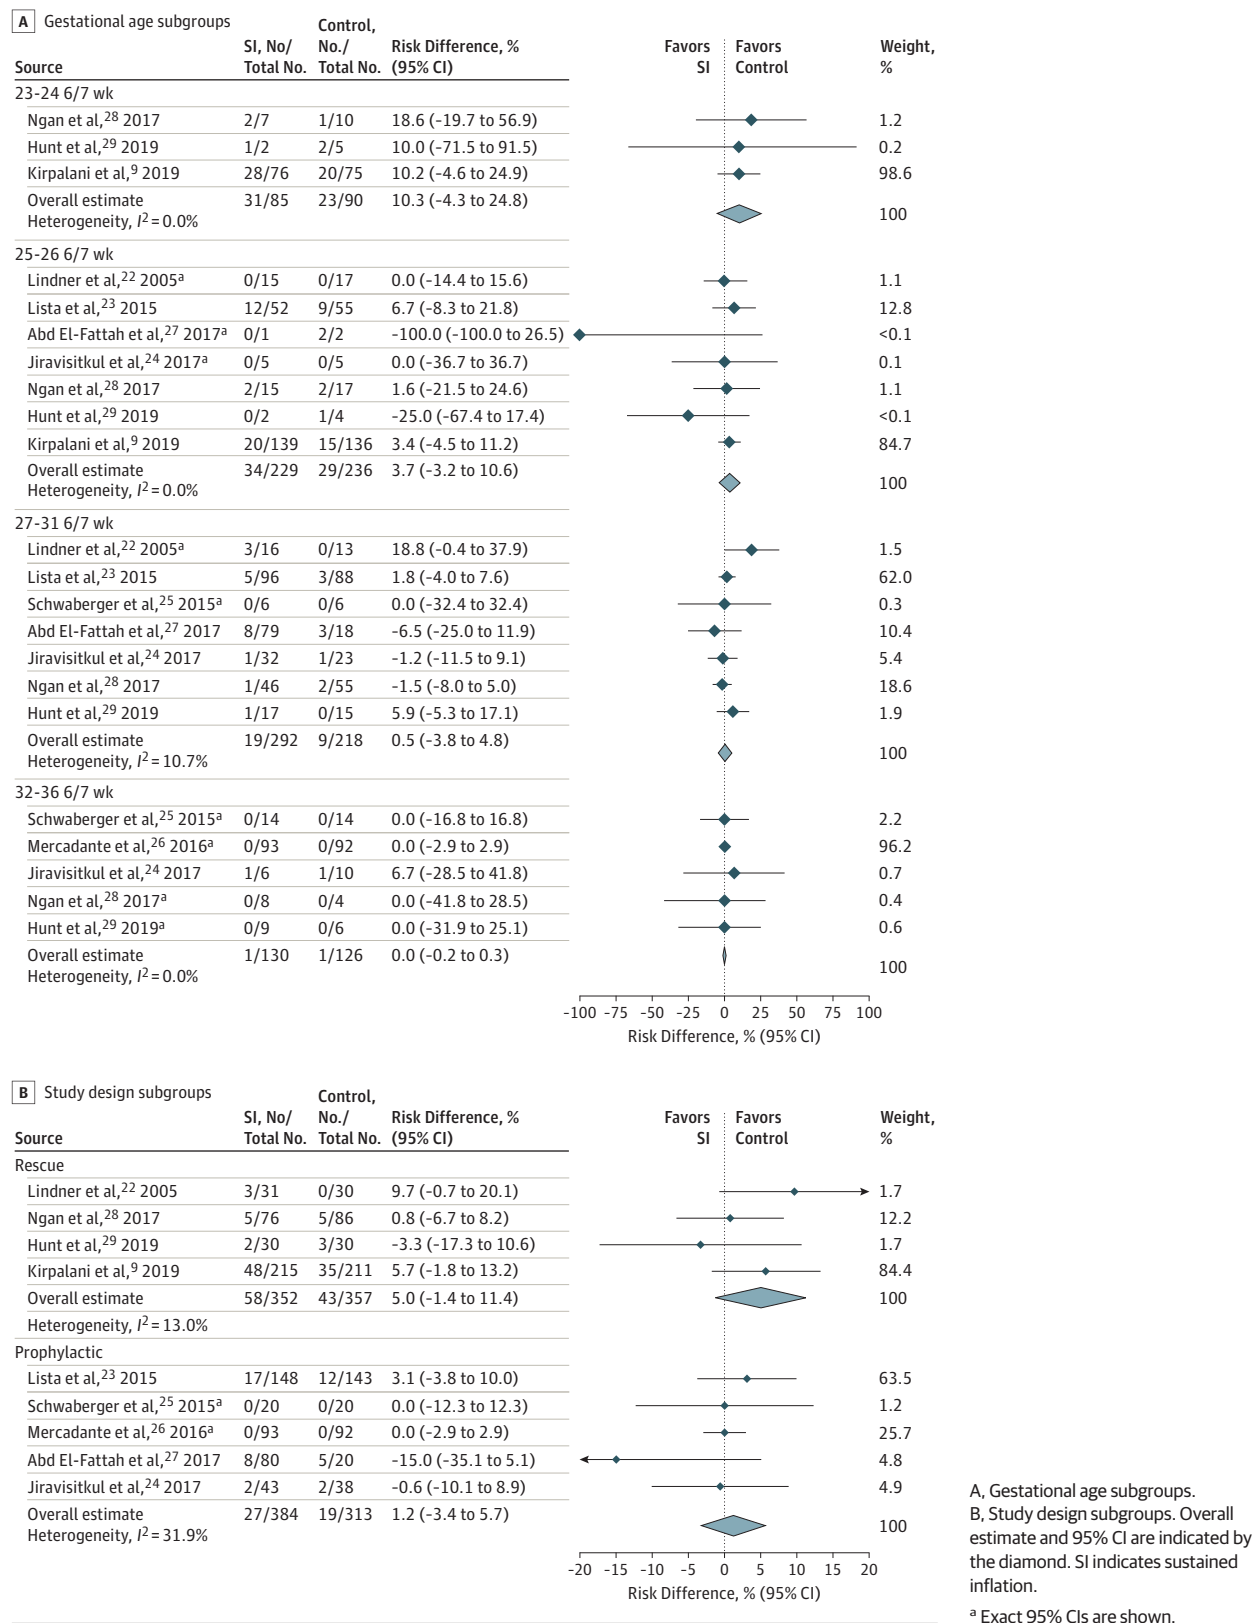 A Gestational age subgroups
Source SI, No/ Total No. Control, No./ Total No. Risk Difference, % (95% CI) Favors SI Favors Control Weight, %
23-24 6/7 wk
Ngan et al,28 2017 2/7 1/10 18.6 (-19.7 to 56.9) 1.2
Hunt et al,29 2019 1/2 2/5 10.0 (-71.5 to 91.5) 0.2
Kirpalani et al,9 2019 28/76 20/75 10.2 (-4.6 to 24.9) 98.6
Overall estimate 31/85 23/90 10.3 (-4.3 to 24.8)
Heterogeneity, I2 = 0.0% 100
25-26 6/7 wk
Lindner et al,22 2005a 0/15 0/17 0.0 (-14.4 to 15.6) 1.1
Lista et al,23 2015 12/52 9/55 6.7 (-8.3 to 21.8) 12.8
Abd El-Fattah et al,27 2017a 0/1 2/2 -100.0 (-100.0 to 26.5) <0.1
Jiravisitkul et al,24 2017a 0/5 0/5 0.0 (-36.7 to 36.7) 0.1
Ngan et al,28 2017 2/15 2/17 1.6 (-21.5 to 24.6) 1.1
Hunt et al,29 2019 0/2 1/4 -25.0 (-67.4 to 17.4) <0.1
Kirpalani et al,9 2019 20/139 15/136 3.4 (-4.5 to 11.2) 84.7
Overall estimate 34/229 29/236 3.7 (-3.2 to 10.6)
Heterogeneity, I2 = 0.0% 100
27-31 6/7 wk
Lindner et al,22 2005a 3/16 0/13 18.8 (-0.4 to 37.9) 1.5
Lista et al,23 2015 5/96 3/88 1.8 (-4.0 to 7.6) 62.0
Schwaberger et al,25 2015a 0/6 0/6 0.0 (-32.4 to 32.4) 0.3
Abd El-Fattah et al,27 2017 8/79 3/18 -6.5 (-25.0 to 11.9) 10.4
Jiravisitkul et al,24 2017 1/32 1/23 -1.2 (-11.5 to 9.1) 5.4
Ngan et al,28 2017 1/46 2/55 -1.5 (-8.0 to 5.0) 18.6
Hunt et al,29 2019 1/17 0/15 5.9 (-5.3 to 17.1) 1.9
Overall estimate 19/292 9/218 0.5 (-3.8 to 4.8)
Heterogeneity, I2 = 10.7% 100
32-36 6/7 wk
Schwaberger et al,25 2015a 0/14 0/14 0.0 (-16.8 to 16.8) 2.2
Mercadante et al,26 2016a 0/93 0/92 0.0 (-2.9 to 2.9) 96.2
Jiravisitkul et al,24 2017 1/6 1/10 6.7 (-28.5 to 41.8) 0.7
Ngan et al,28 2017a 0/8 0/4 0.0 (-41.8 to 28.5) 0.4
Hunt et al,29 2019a 0/9 0/6 0.0 (-31.9 to 25.1) 0.6
Overall estimate 1/130 1/126 0.0 (-0.2 to 0.3)
Heterogeneity, I2 = 0.0% 100
-100 -75 -50 -25 0 25 50 75 100
Risk Difference, % (95% CI)
B Study design subgroups
Source SI, No/ Total No. Control, No./ Total No. Risk Difference, % (95% CI) Favors SI Favors Control Weight, %
Rescue
Lindner et al,22 2005 3/31 0/30 9.7 (-0.7 to 20.1) 1.7
Ngan et al,28 2017 5/76 5/86 0.8 (-6.7 to 8.2) 12.2
Hunt et al,29 2019 2/30 3/30 -3.3 (-17.3 to 10.6) 1.7
Kirpalani et al,9 2019 48/215 35/211 5.7 (-1.8 to 13.2) 84.4
Overall estimate 58/352 43/357 5.0 (-1.4 to 11.4) 100
Heterogeneity, I2 = 13.0%
Prophylactic
Lista et al,23 2015 17/148 12/143 3.1 (-3.8 to 10.0) 63.5
Schwaberger et al,25 2015a 0/20 0/20 0.0 (-12.3 to 12.3) 1.2
Mercadante et al,26 2016a 0/93 0/92 0.0 (-2.9 to 2.9) 25.7
Abd El-Fattah et al,27 2017 8/80 5/20 -15.0 (-35.1 to 5.1) 4.8
Jiravisitkul et al,24 2017 2/43 2/38 -0.6 (-10.1 to 8.9) 4.9
Overall estimate 27/384 19/313 1.2 (-3.4 to 5.7)
Heterogeneity, I2 = 31.9% 100
-20 -15 -10 -5 0 5 10 15 20
Risk Difference, % (95% CI)
A, Gestational age subgroups.
B, Study design subgroups. Overall
estimate and 95% CI are indicated by
the diamond. SI indicates sustained
inflation.
a Exact 95% CIs are shown.